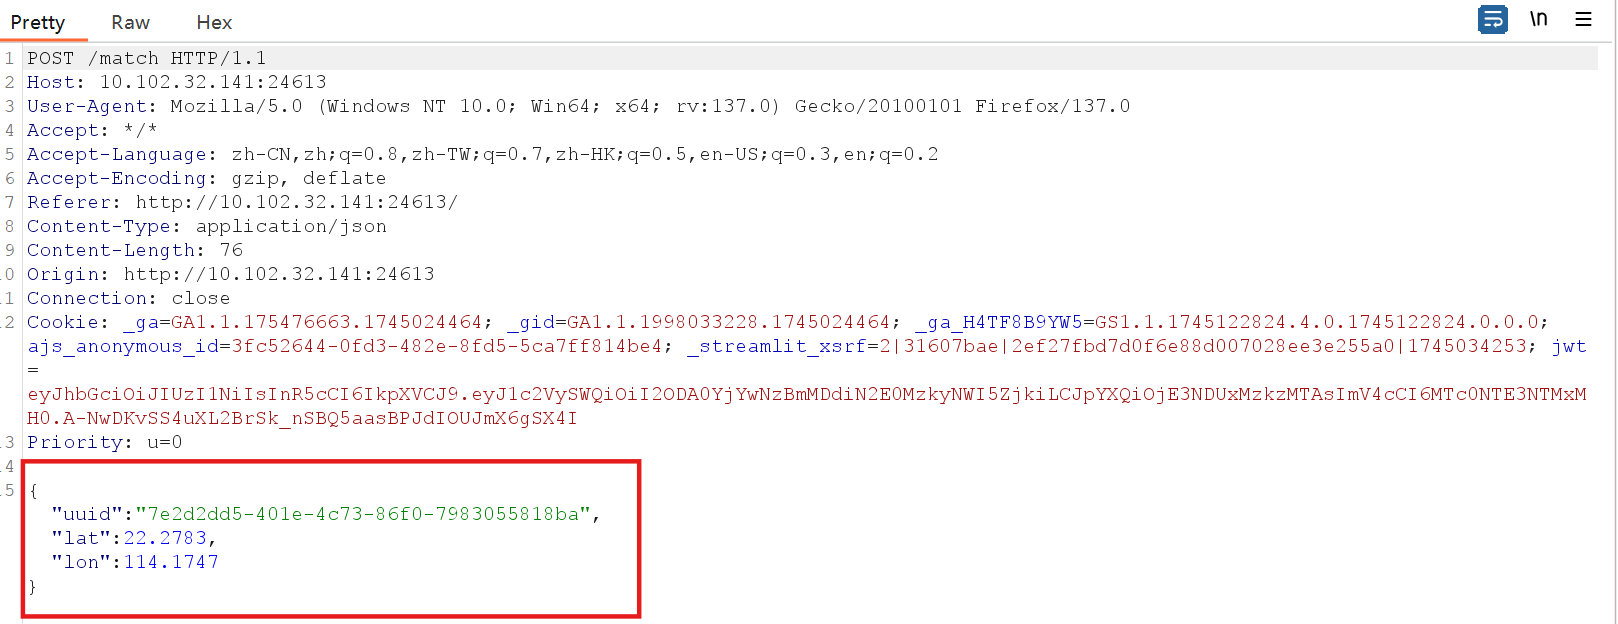 Pretty Raw Hex \n
1 POST /match HTTP/1.1
2 Host: 10.102.32.141:24613
3 User-Agent: Mozilla/5.0 (Windows NT 10.0; Win64; x64; rv:137.0) Gecko/20100101 Firefox/137.0
4 Accept: */*
5 Accept-Language: zh-CN,zh;q=0.8,zh-TW;q=0.7,zh-HK;q=0.5,en-US;q=0.3,en;q=0.2
6 Accept-Encoding: gzip, deflate
7 Referer: http://10.102.32.141:24613/
8 Content-Type: application/json
9 Content-Length: 76
0 Origin: http://10.102.32.141:24613
1 Connection: close
2 Cookie: _ga=GA1.1.175476663.1745024464; _gid=GA1.1.1998033228.1745024464; _ga_H4TF8B9YW5=GS1.1.1745122824.4.0.1745122824.0.0.0;
ajs_anonymous_id=3fc52644-0fd3-482e-8fd5-5ca7ff814be4; _streamlit_xsrf=2|31607bae|2ef27fbd7d0f6e88d007028ee3e255a0|1745034253; jwt
=
eyJhbGciOiJIUzI1NiIsInR5cCI6IkpXVCJ9.eyJ1c2VySWQiOiI2ODA0YjYwNzBmMDdiN2E0MzkyNWI5ZjkiLCJpYXQiOjE3NDUxMzkzMTAsImV4cCI6MTc0NTE3NTMxM
H0.A-NwDKvSS4uXL2BrSk_nSBQ5aasBPJdIOUJmX6gSX4I
3 Priority: u=0
4
5 {
"uuid":"7e2d2dd5-401e-4c73-86f0-7983055818ba",
"lat":22.2783,
"lon":114.1747
}